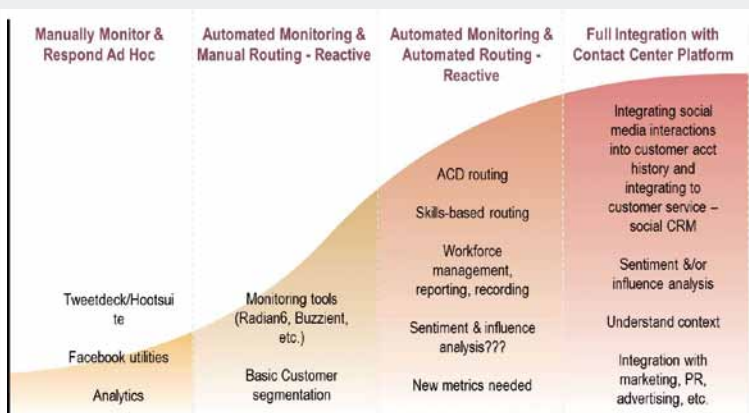 Manually Monitor &
Respond Ad Hoc
Tweetdeck/Hootsui
te
Facebook utilities
Analytics
Automated Monitoring &
Manual Routing - Reactive
Monitoring tools
(Radian6, Buzzient,
etc.)
Basic Customer
segmentation
Automated Monitoring &
Automated Routing -
Reactive
ACD routing
Skills-based routing
Workforce
management,
reporting, recording
Sentiment & influence
analysis???
New metrics needed
Full Integration with
Contact Center Platform
Integrating social
media interactions
into customer acct
history and
integrating to
customer service –
social CRM
Sentiment &/or
influence analysis
Understand context
Integration with
marketing, PR,
advertising, etc.